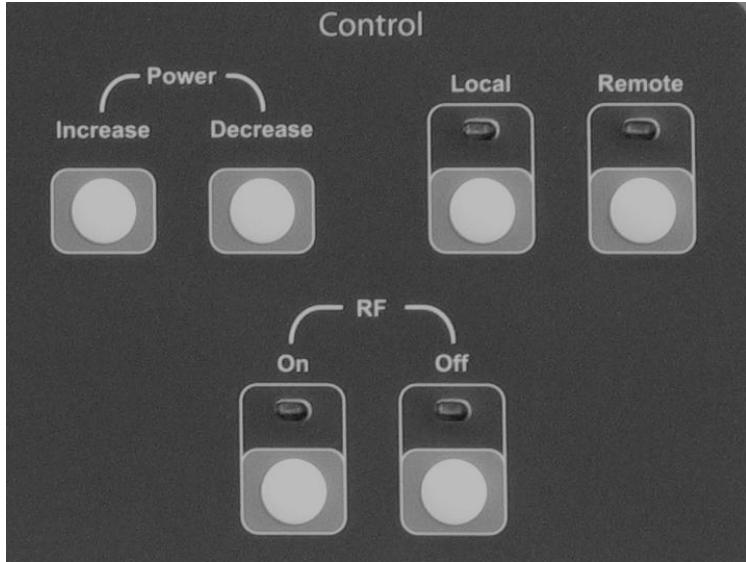 Control
Power
Increase Decrease
Local Remote
RF
On Off